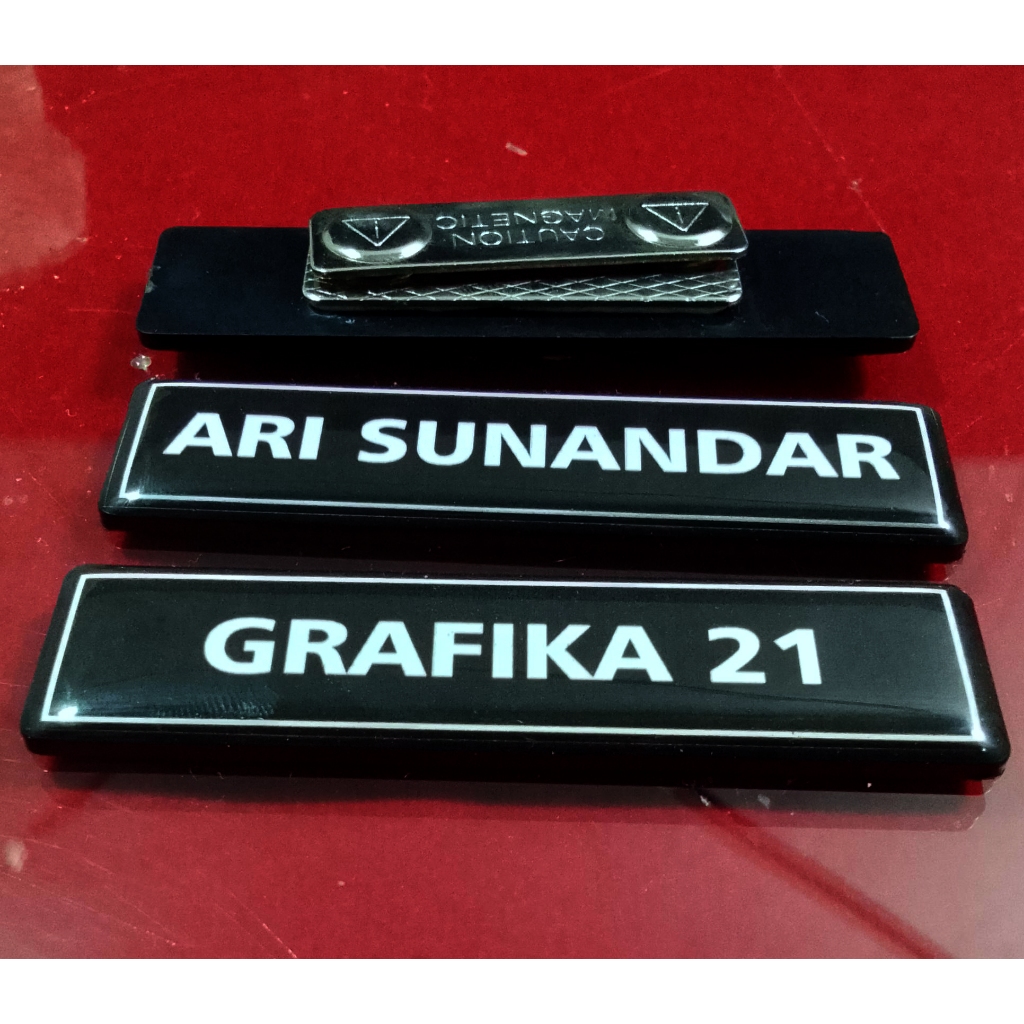 CAUTION
MAGNETIC
ARI SUNANDAR
GRAFIKA 21